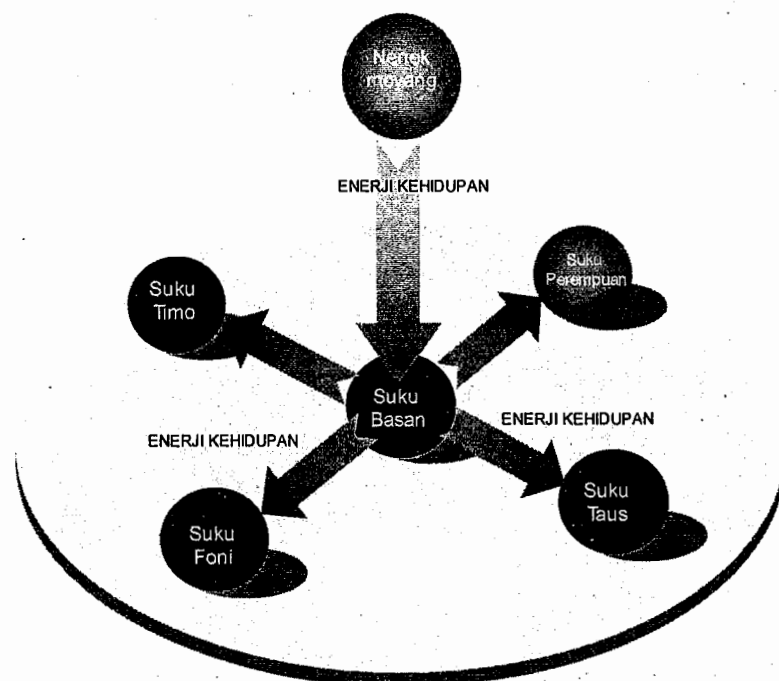 Nenek
moyang
ENERJI KEHIDUPAN
Suku
Timo
Suku
Perempuan
Suku
Basan
ENERJI KEHIDUPAN
ENERJI KEHIDUPAN
Suku
Foni
Suku
Taus